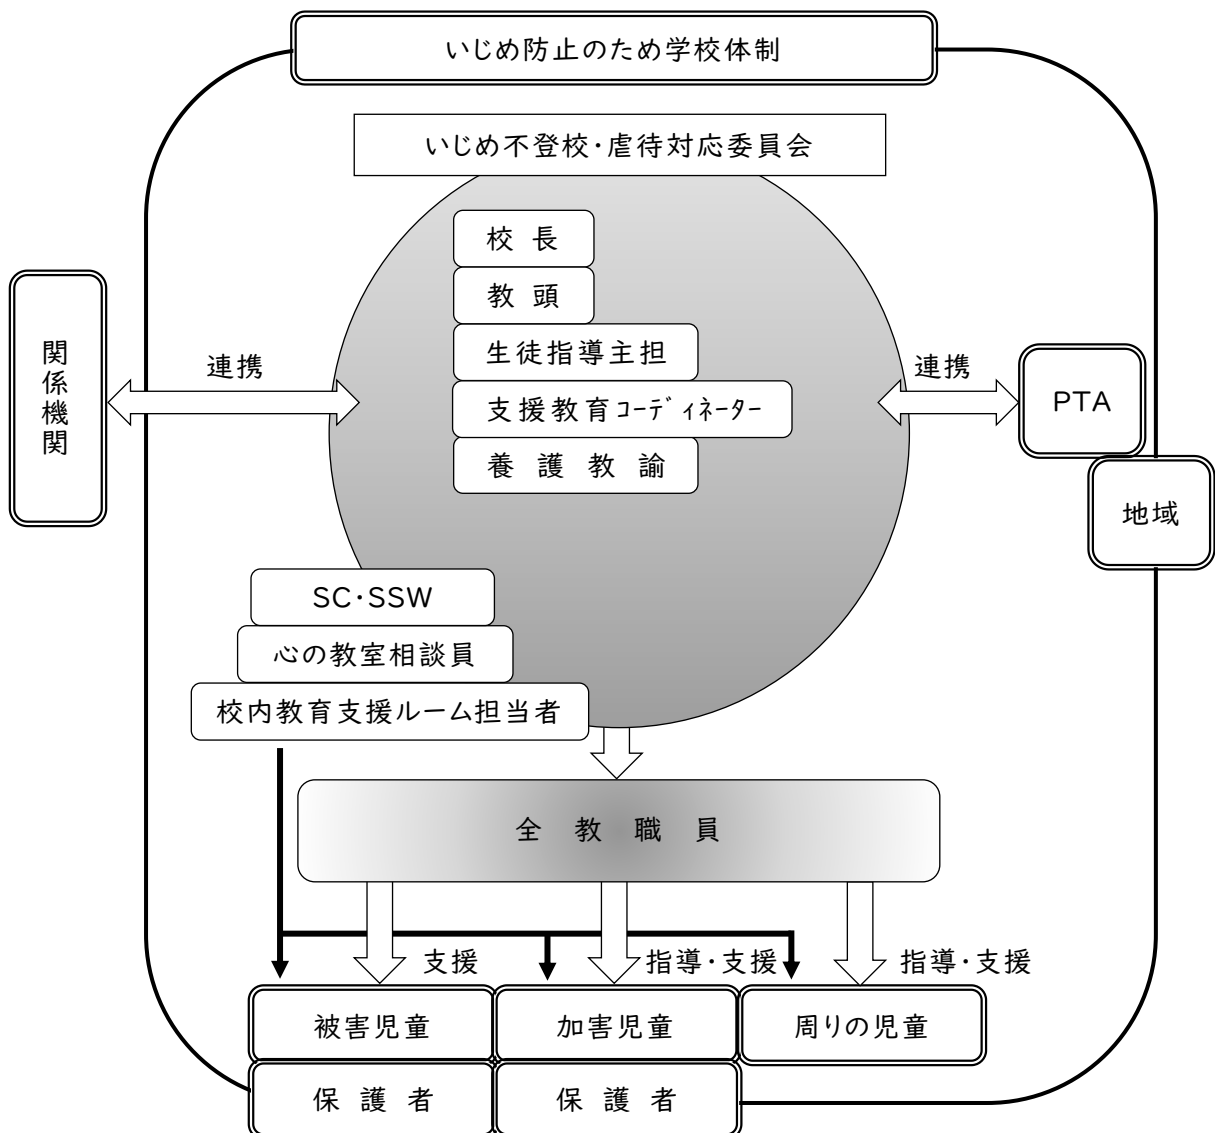 いじめ防止のため学校体制
いじめ不登校・虐待対応委員会
校 長
教 頭
生徒指導主担
支援教育コーディネーター
養 護 教 諭
関係機関
連携
連携
PTA
地域
SC・SSW
心の教室相談員
校内教育支援ルーム担当者
全 教 職 員
支援
指導・支援
指導・支援
被害児童
加害児童
周りの児童
保 護 者
保 護 者